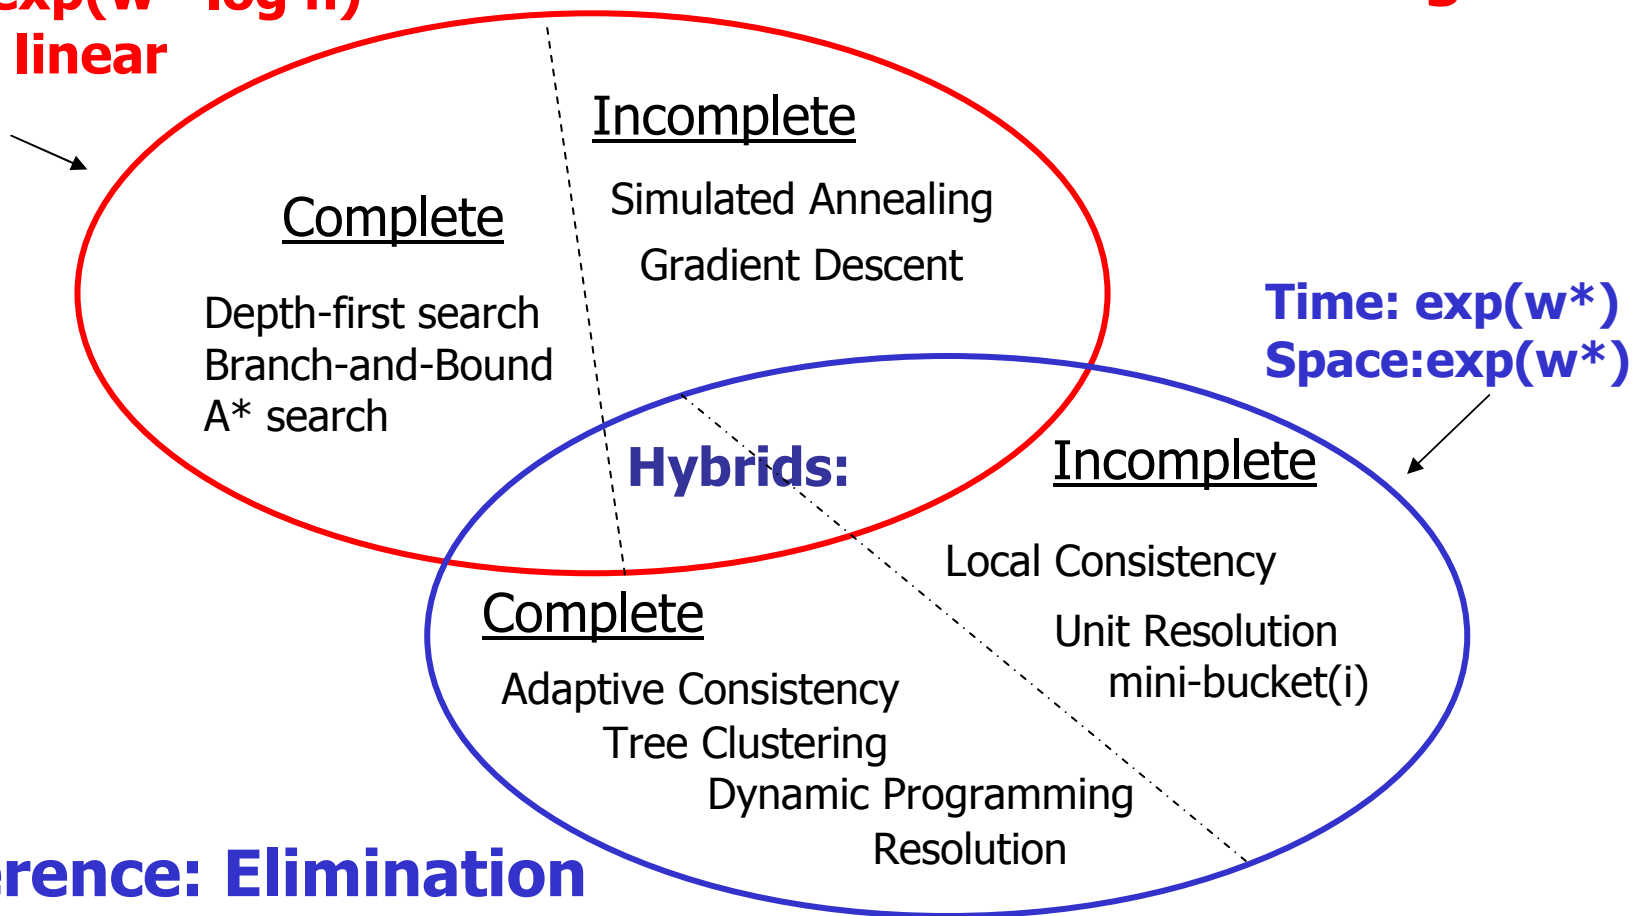 linear
Incomplete
Simulated Annealing
Complete
Gradient Descent
Depth-first search
Branch-and-Bound
A* search
Time: exp(w*)
Space:exp(w*)
Hybrids:
Incomplete
Local Consistency
Unit Resolution
mini-bucket(i)
Complete
Adaptive Consistency
Tree Clustering
Dynamic Programming
Resolution
erence: Elimination